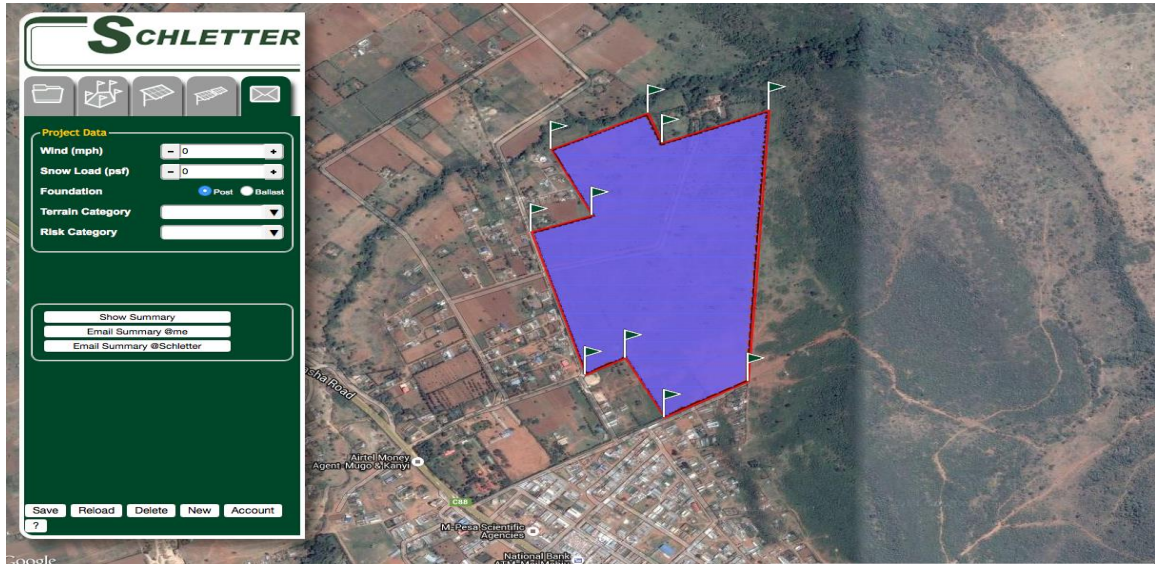 SCHLETTER
Project Data
Wind (mph)
- 0 +
Snow Load (psf)
- 0 +
Foundation
Post Ballast
Terrain Category
Risk Category
Show Summary
Email Summary @me
Email Summary @Schletter
Save Reload Delete New Account
?
Road
Airtel Money
Agent-Mugo & Kanyi
C88
M-Pesa Scientific
Agencies
National Bank
Google